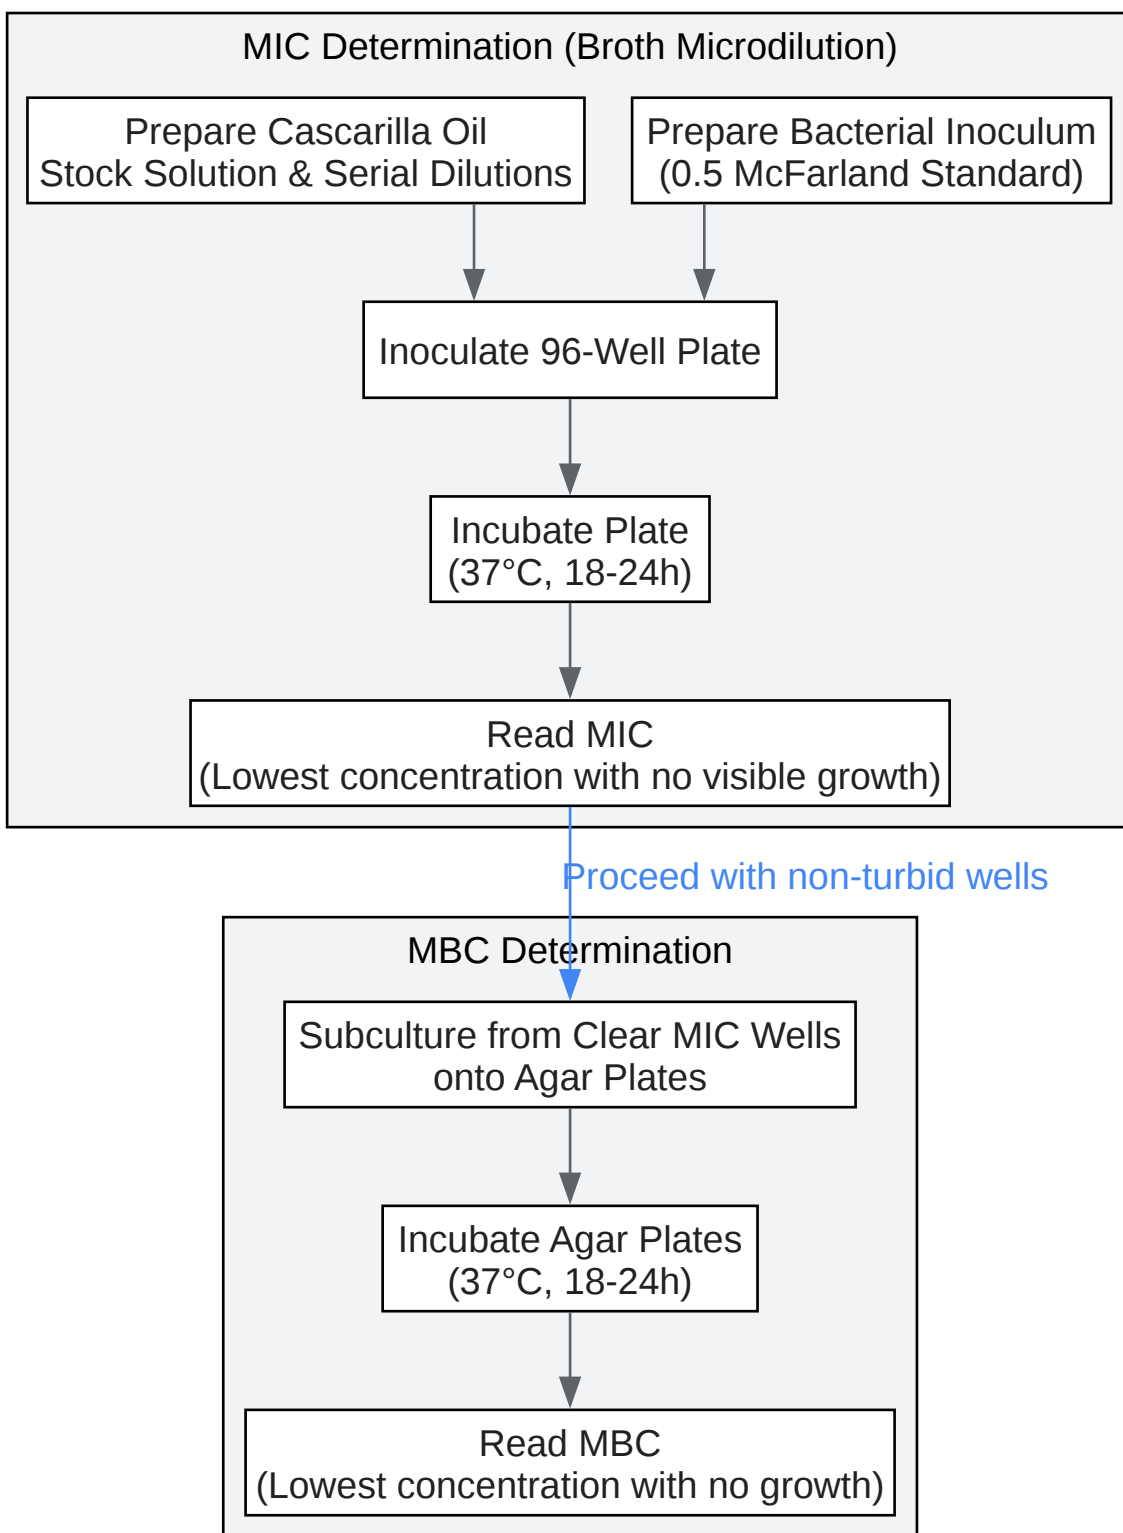 MIC Determination (Broth Microdilution)
Prepare Cascarilla Oil
Stock Solution & Serial Dilutions
Prepare Bacterial Inoculum
(0.5 McFarland Standard)
Inoculate 96-Well Plate
Incubate Plate
(37°C, 18-24h)
Read MIC
(Lowest concentration with no visible growth)
Proceed with non-turbid wells
MBC Determination
Subculture from Clear MIC Wells
onto Agar Plates
Incubate Agar Plates
(37°C, 18-24h)
Read MBC
(Lowest concentration with no growth)